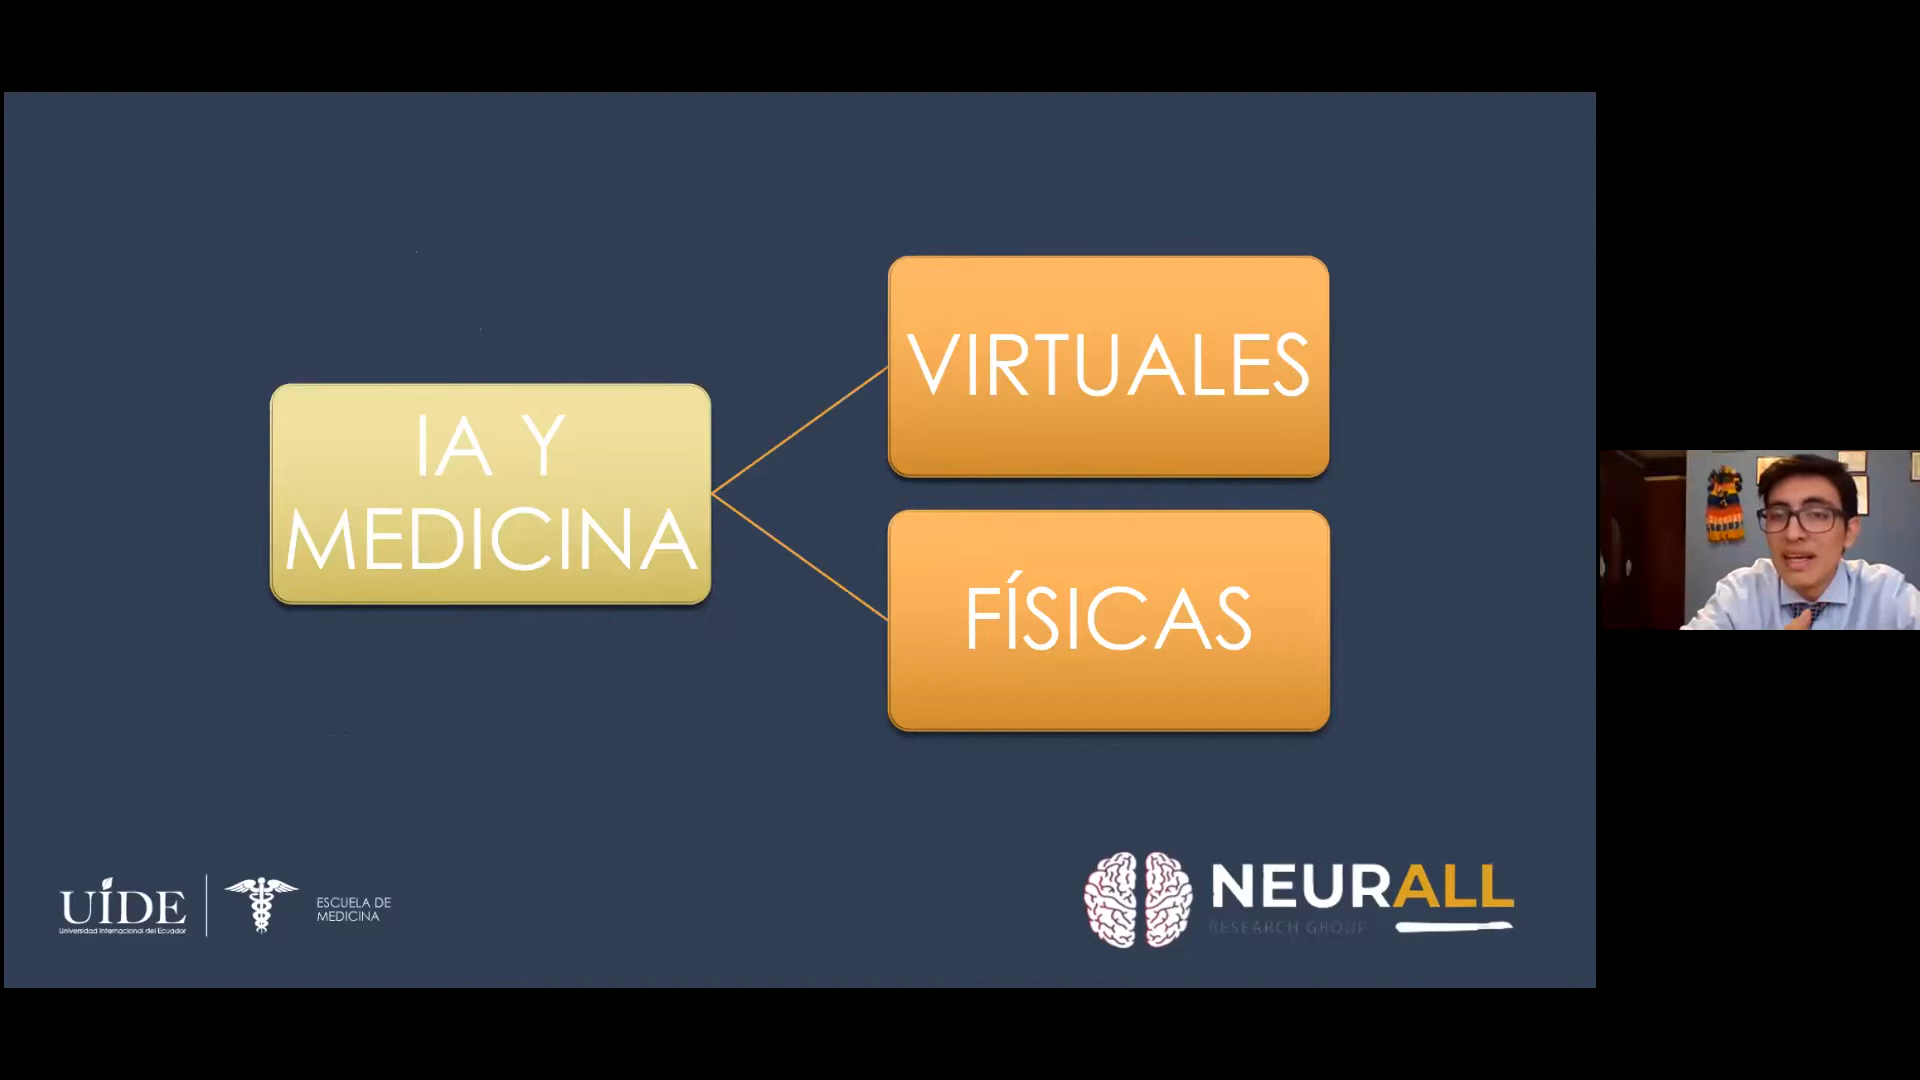 IA Y
MEDICINA
VIRTUALES
FÍSICAS
UIDE
Universidad Internacional del Ecuador
ESCUELA DE
MEDICINA
NEURALL
RESEARCH GROUP